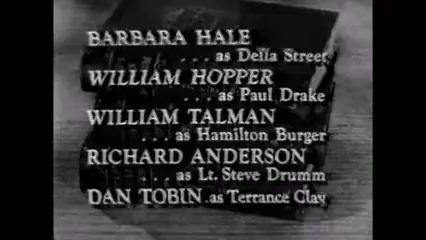 BARBARA HALE
... as Della Street
WILLIAM HOPPER
... as Paul Drake
WILLIAM TALMAN
... as Hamilton Burger
RICHARD ANDERSON
... as Lt. Steve Drumm
DAN TOBIN as Terrance Clay